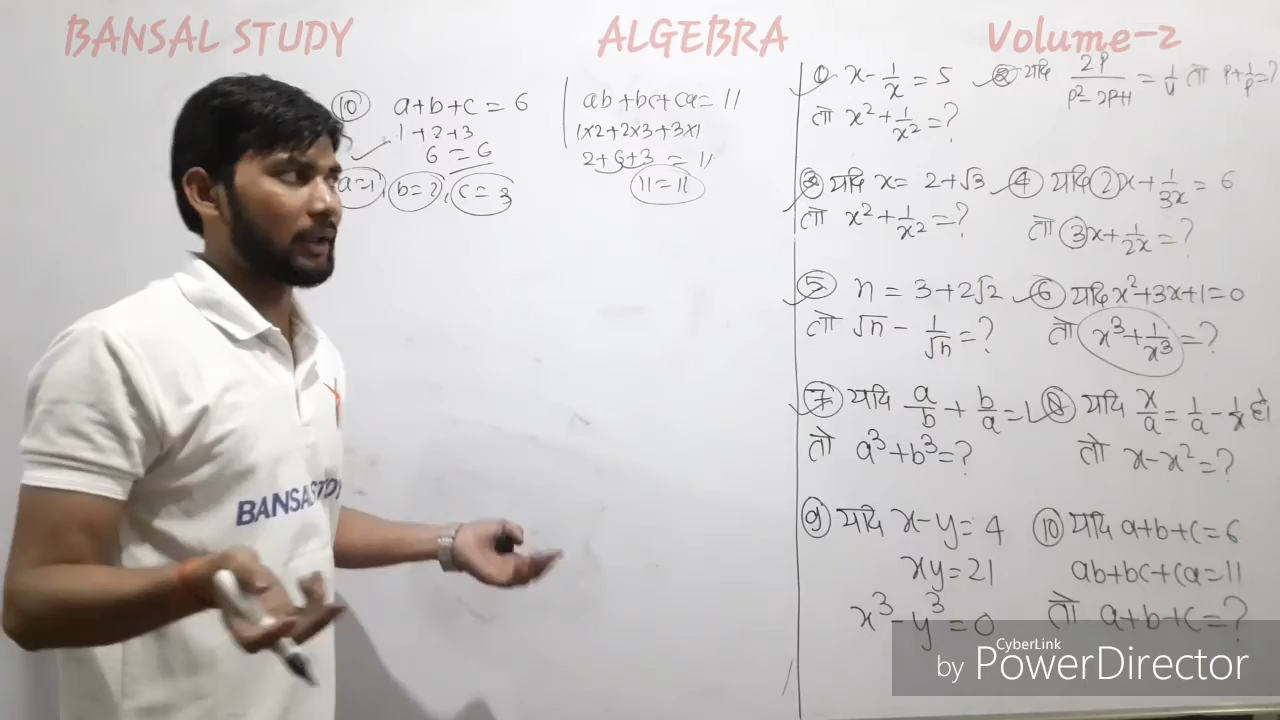 BANSAL STUDY
ALGEBRA
Volume-2
⑩ a+b+c = 6
1+2+3
6 = 6
a=1, b=2, c=3
ab+bc+ca = 11
1×2+2×3+3×1
2+6+3 = 11
11=11
① x - 1/x = 5
तो x² + 1/x² = ?
② यदि 2P/(P²-2P+1) = 1/4 तो P + 1/P = ?
③ यदि x = 2+√3
तो x² + 1/x² = ?
④ यदि 2x + 1/3x = 6
तो 3x + 1/2x = ?
⑤ n = 3+2√2
तो √n - 1/√n = ?
⑥ यदि x²+3x+1=0
तो x³ + 1/x³ = ?
⑦ यदि a/b + b/a = 1
तो a³+b³=?
⑧ यदि x/a = 1/a - 1/x हो
तो x-x²=?
⑨ यदि x-y=4
xy=21
x³-y³=0
⑩ यदि a+b+c=6
ab+bc+ca=11
तो a+b+c=?
BANSAL STUDY
CyberLink
by PowerDirector